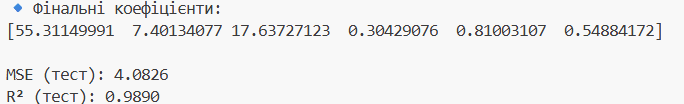 🔹 Фінальні коефіцієнти:
[55.31149991  7.40134077 17.63727123  0.30429076  0.81003107  0.54884172]
MSE (тест): 4.0826
R² (тест): 0.9890